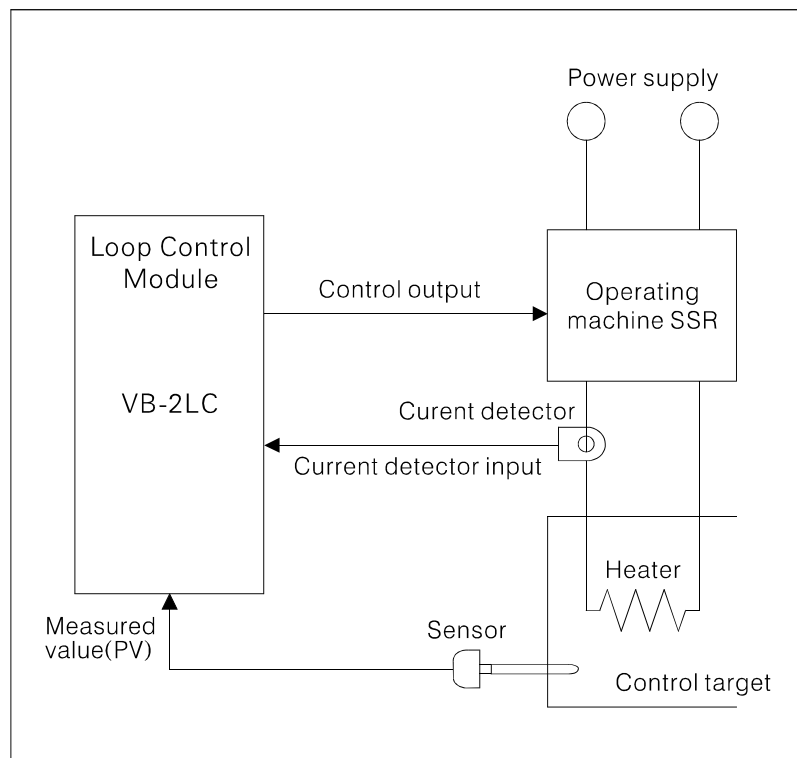 Power supply
Loop Control
Module
VB-2LC
Control output
Operating
machine SSR
Curent detector
Current detector input
Heater
Measured
value(PV)
Sensor
Control target